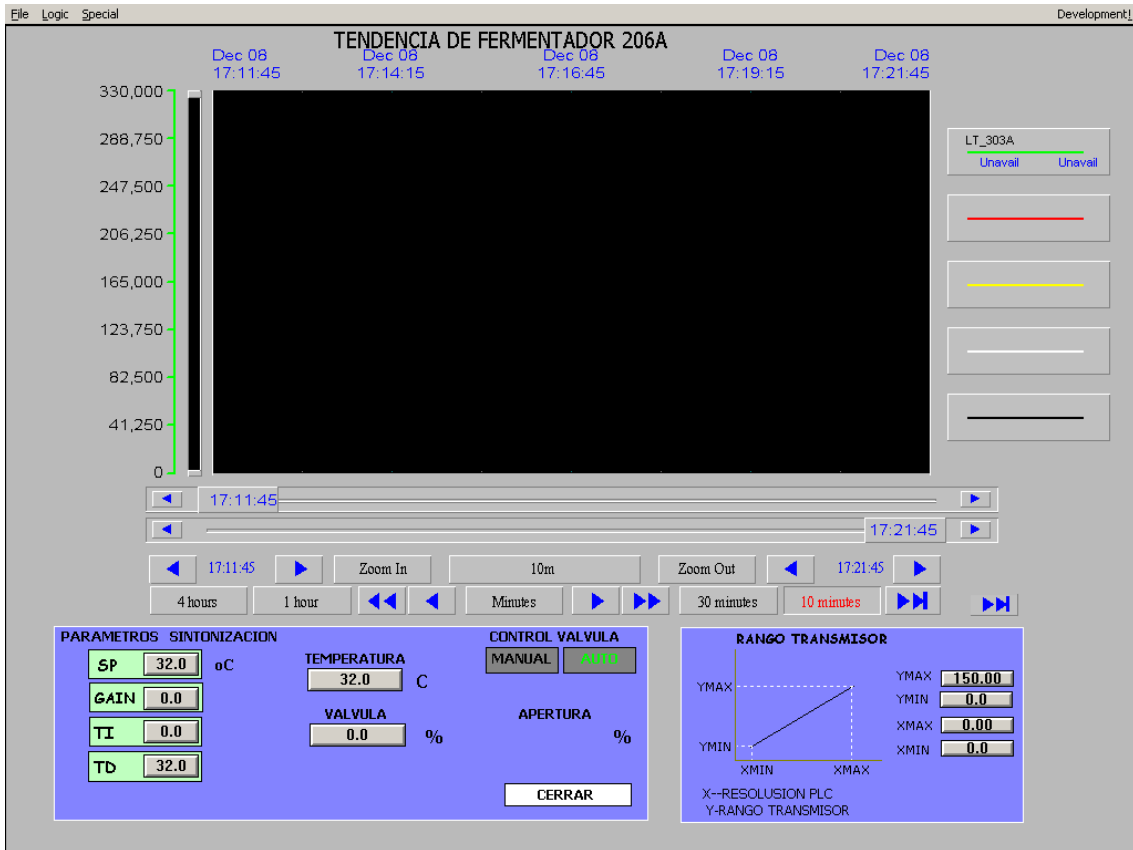 File Logic Special Development!
TENDENCIA DE FERMENTADOR 206A
Dec 08 Dec 08 Dec 08 Dec 08 Dec 08
17:11:45 17:14:15 17:16:45 17:19:15 17:21:45
330,000
288,750
247,500
206,250
165,000
123,750
82,500
41,250
0
LT_303A
Unavail Unavail
17:11:45
17:21:45
17:11:45 Zoom In 10m Zoom Out 17:21:45
4 hours 1 hour Minutes 30 minutes 10 minutes
PARAMETROS SINTONIZACION
SP 32.0 oC
GAIN 0.0
TI 0.0
TD 32.0
TEMPERATURA
32.0 C
VALVULA
0.0 %
CONTROL VALVULA
MANUAL AUTO
APERTURA
%
CERRAR
RANGO TRANSMISOR
YMAX
YMIN
XMIN XMAX
YMAX 150.00
YMIN 0.0
XMAX 0.00
XMIN 0.0
X--RESOLUSION PLC
Y-RANGO TRANSMISOR